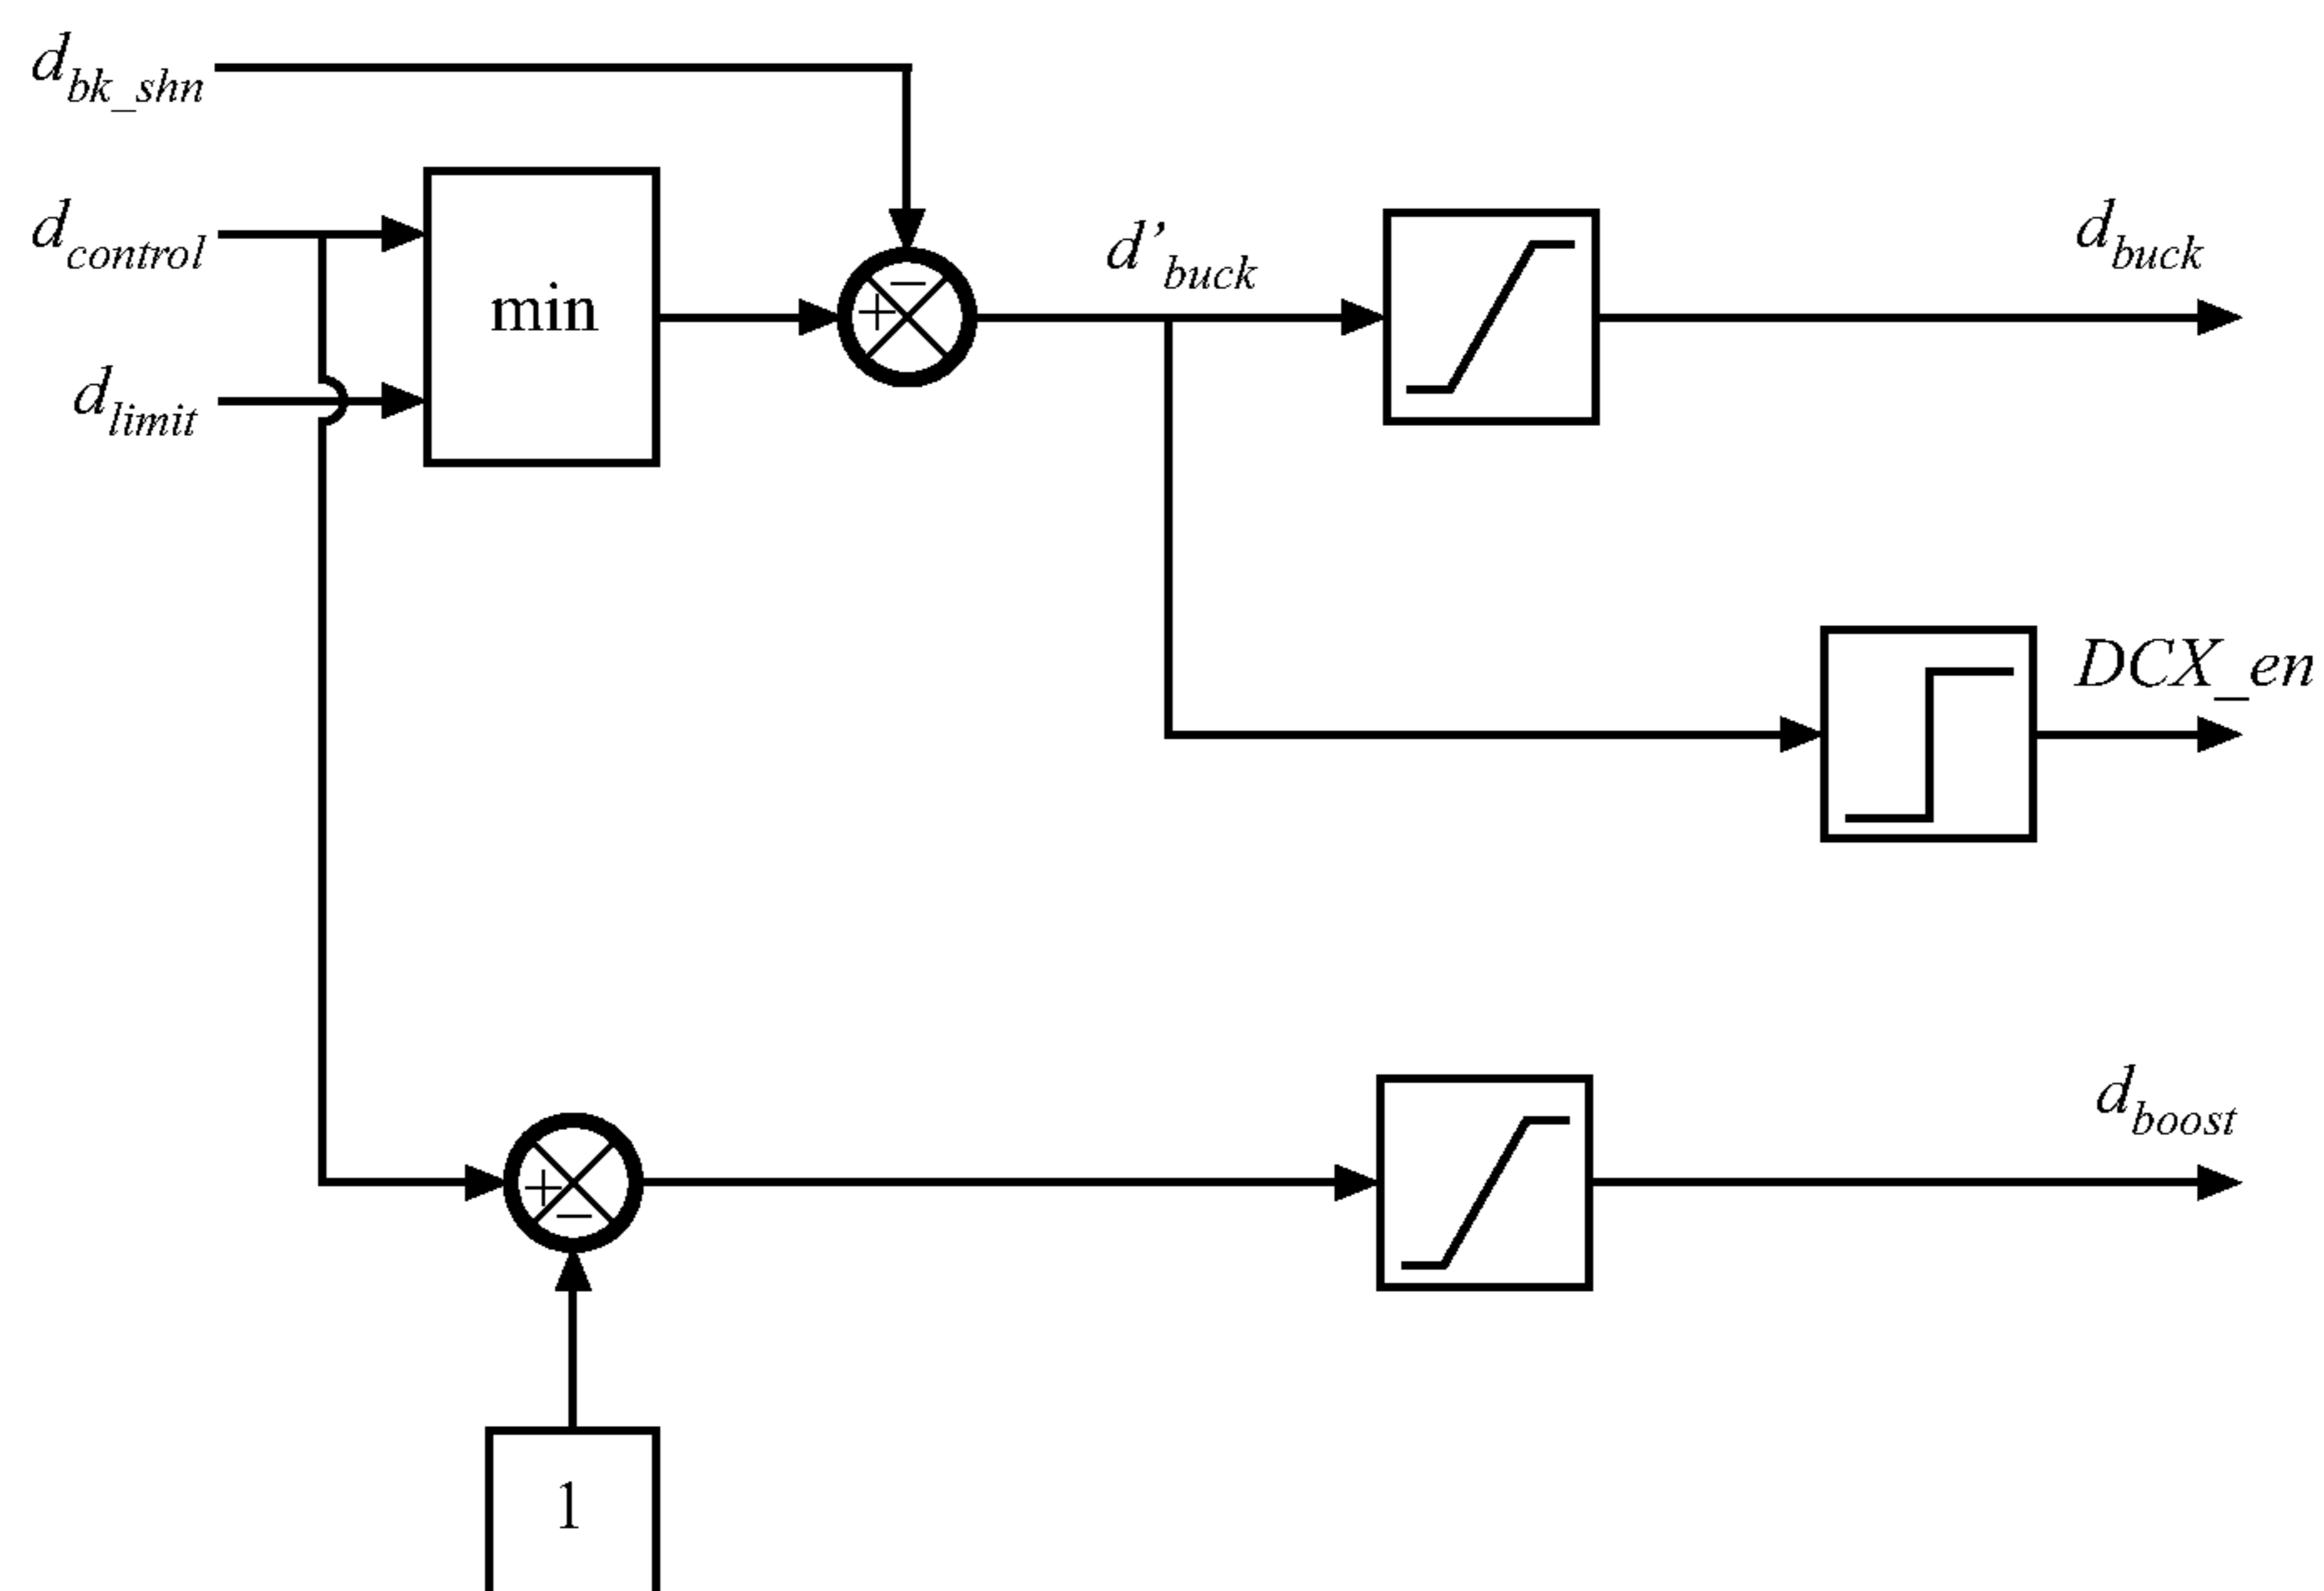 d_bk_shn
d_control
min
+
−
d'_buck
d_buck
d_limit
DCX_en
d_boost
+
−
1